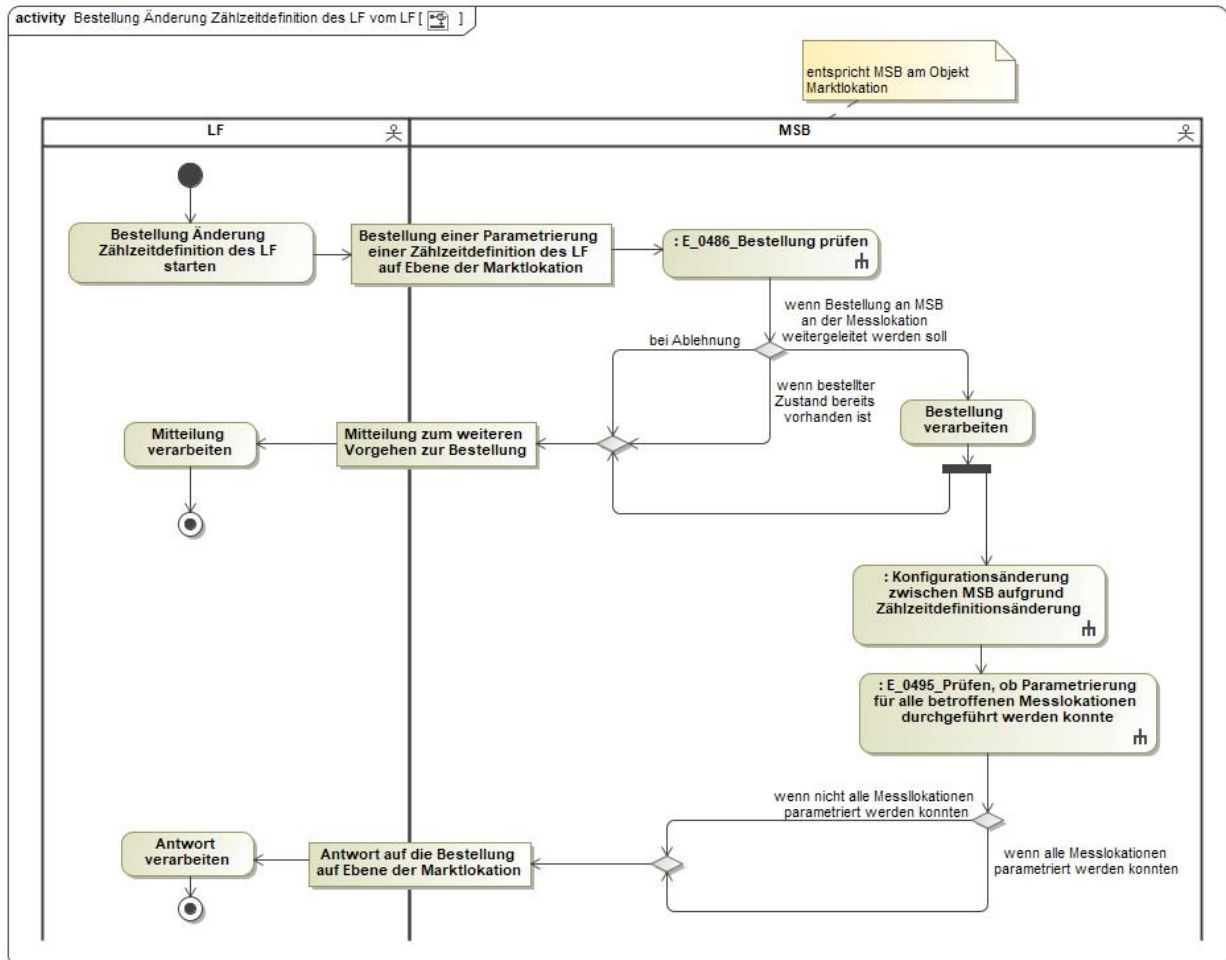 activity Bestellung Änderung Zählzeitdefinition des LF vom LF [ ]
entspricht MSB am Objekt
Marktlokation
LF
MSB
Bestellung Änderung
Zählzeitdefinition des LF
starten
Bestellung einer Parametrierung
einer Zählzeitdefinition des LF
auf Ebene der Marktlokation
: E_0486_Bestellung prüfen
wenn Bestellung an MSB
an der Messlokation
weitergeleitet werden soll
bei Ablehnung
wenn bestellter
Zustand bereits
vorhanden ist
Bestellung
verarbeiten
Mitteilung
verarbeiten
Mitteilung zum weiteren
Vorgehen zur Bestellung
: Konfigurationsänderung
zwischen MSB aufgrund
Zählzeitdefinitionsänderung
: E_0495_Prüfen, ob Parametrierung
für alle betroffenen Messlokationen
durchgeführt werden konnte
wenn nicht alle Messllokationen
parametriert werden konnten
wenn alle Messlokationen
parametriert werden konnten
Antwort
verarbeiten
Antwort auf die Bestellung
auf Ebene der Marktlokation